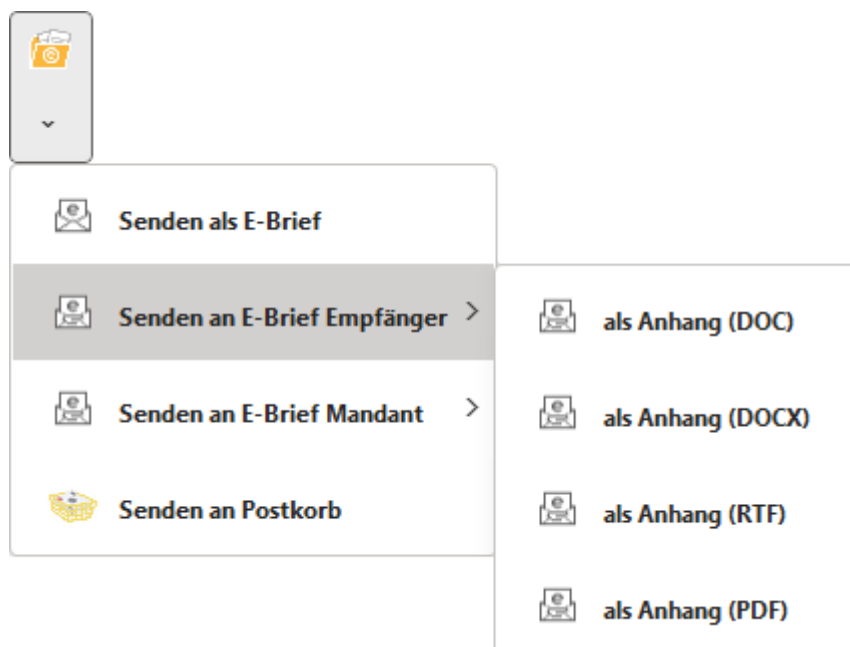 Senden als E-Brief
Senden an E-Brief Empfänger
als Anhang (DOC)
als Anhang (DOCX)
Senden an E-Brief Mandant
als Anhang (RTF)
Senden an Postkorb
als Anhang (PDF)